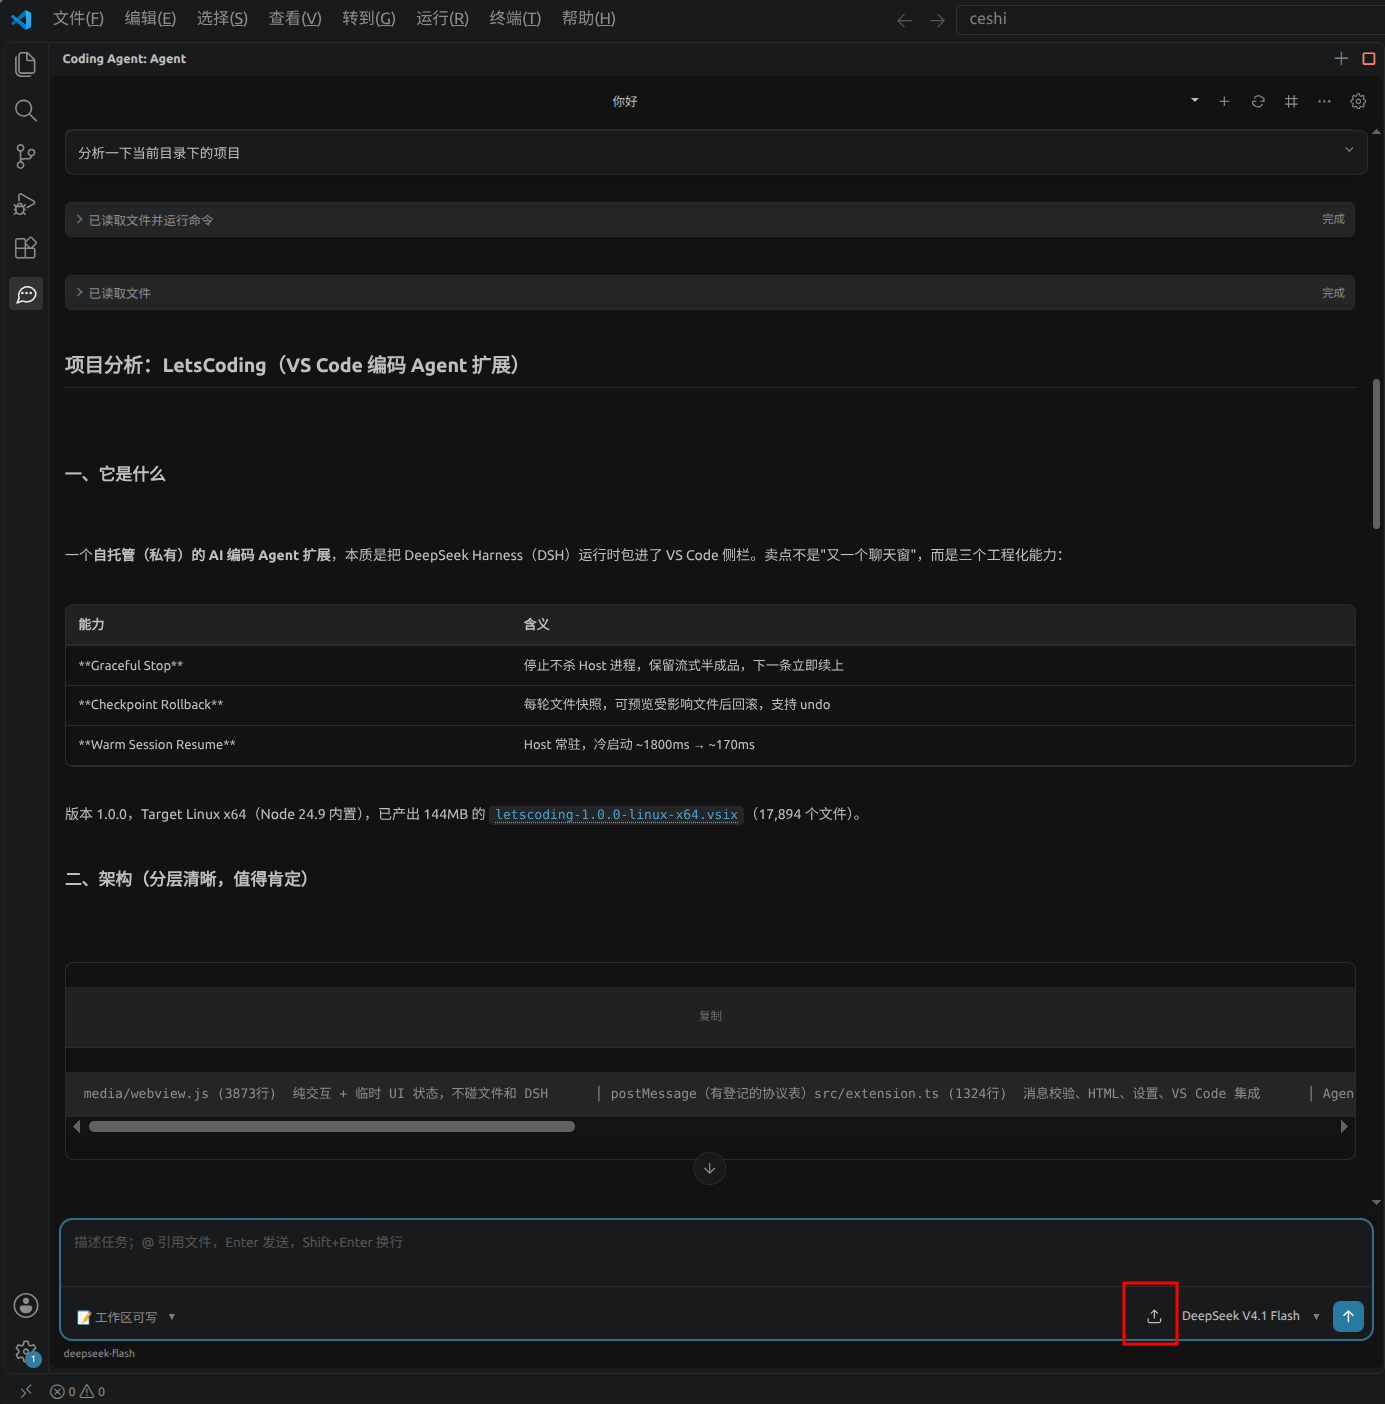 文件(F) 编辑(E) 选择(S) 查看(V) 转到(G) 运行(R) 终端(T) 帮助(H) ceshi
Coding Agent: Agent
你好
分析一下当前目录下的项目
已读取文件并运行命令 完成
已读取文件 完成
项目分析：LetsCoding（VS Code 编码 Agent 扩展）
一、它是什么
一个自托管（私有）的 AI 编码 Agent 扩展，本质是把 DeepSeek Harness（DSH）运行时包进了 VS Code 侧栏。卖点不是"又一个聊天窗"，而是三个工程化能力：
能力 含义
**Graceful Stop** 停止不杀 Host 进程，保留流式半成品，下一条立即续上
**Checkpoint Rollback** 每轮文件快照，可预览受影响文件后回滚，支持 undo
**Warm Session Resume** Host 常驻，冷启动 ~1800ms → ~170ms
版本 1.0.0，Target Linux x64（Node 24.9 内置），已产出 144MB 的 letscoding-1.0.0-linux-x64.vsix（17,894 个文件）。
二、架构（分层清晰，值得肯定）
复制
media/webview.js (3873行) 纯交互 + 临时 UI 状态，不碰文件和 DSH │ postMessage（有登记的协议表）src/extension.ts (1324行) 消息校验、HTML、设置、VS Code 集成 │ Agen
描述任务；@ 引用文件，Enter 发送，Shift+Enter 换行
工作区可写 DeepSeek V4.1 Flash
deepseek-flash
1
0 0